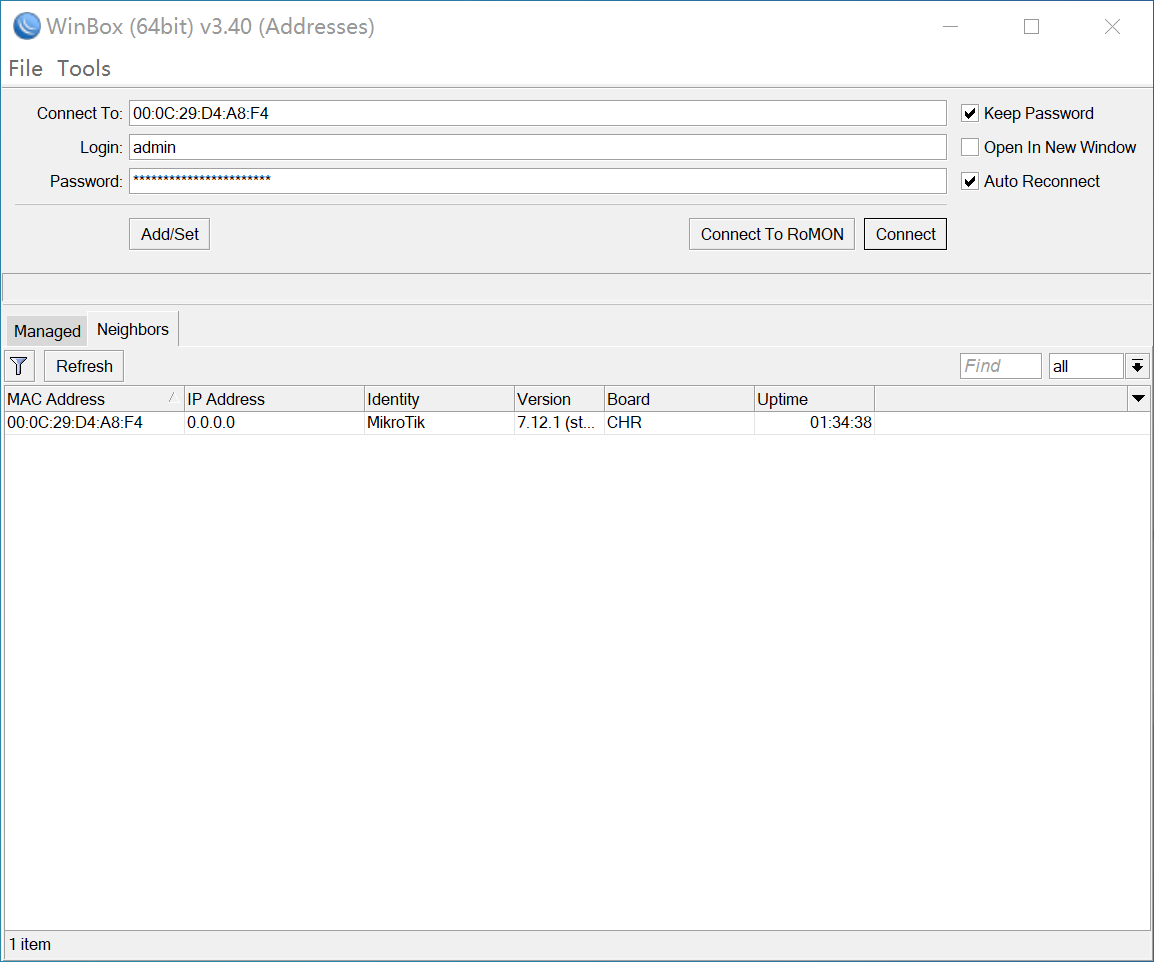 WinBox (64bit) v3.40 (Addresses)
File Tools
Connect To: 00:0C:29:D4:A8:F4 Keep Password
Login: admin Open In New Window
Password: *********************** Auto Reconnect
Add/Set Connect To RoMON Connect
Managed Neighbors
Refresh Find all
MAC Address IP Address Identity Version Board Uptime
00:0C:29:D4:A8:F4 0.0.0.0 MikroTik 7.12.1 (st... CHR 01:34:38
1 item